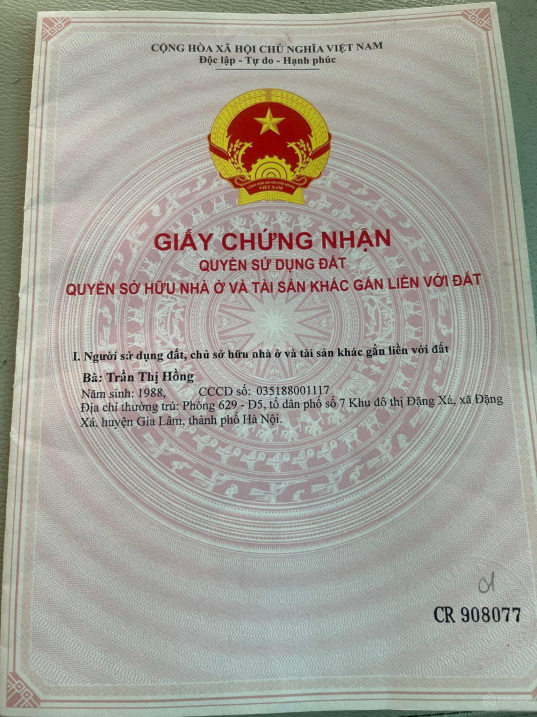 CỘNG HÒA XÃ HỘI CHỦ NGHĨA VIỆT NAM
Độc lập - Tự do - Hạnh phúc
VIỆT NAM
GIẤY CHỨNG NHẬN
QUYỀN SỬ DỤNG ĐẤT
QUYỀN SỞ HỮU NHÀ Ở VÀ TÀI SẢN KHÁC GẮN LIỀN VỚI ĐẤT
I. Người sử dụng đất, chủ sở hữu nhà ở và tài sản khác gắn liền với đất
Bà: Trần Thị Hồng
Năm sinh: 1988, CCCD số: 035188001117
Địa chỉ thường trú: Phòng 629 - D5, tổ dân phố số 7 Khu đô thị Đặng Xá, xã Đặng
Xá, huyện Gia Lâm, thành phố Hà Nội.
CR 908077